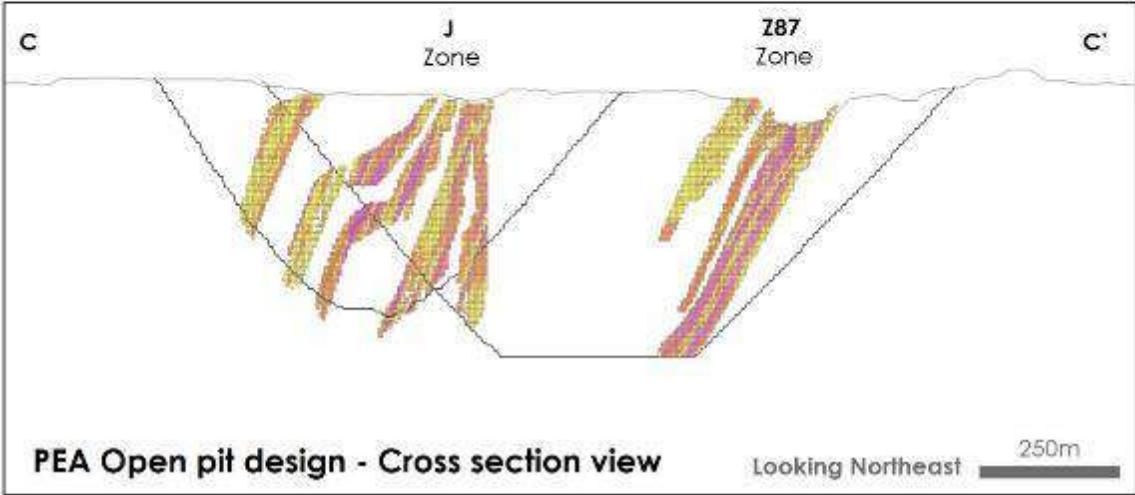 C
J
Zone
Z87
Zone
C'
PEA Open pit design - Cross section view
Looking Northeast
250m